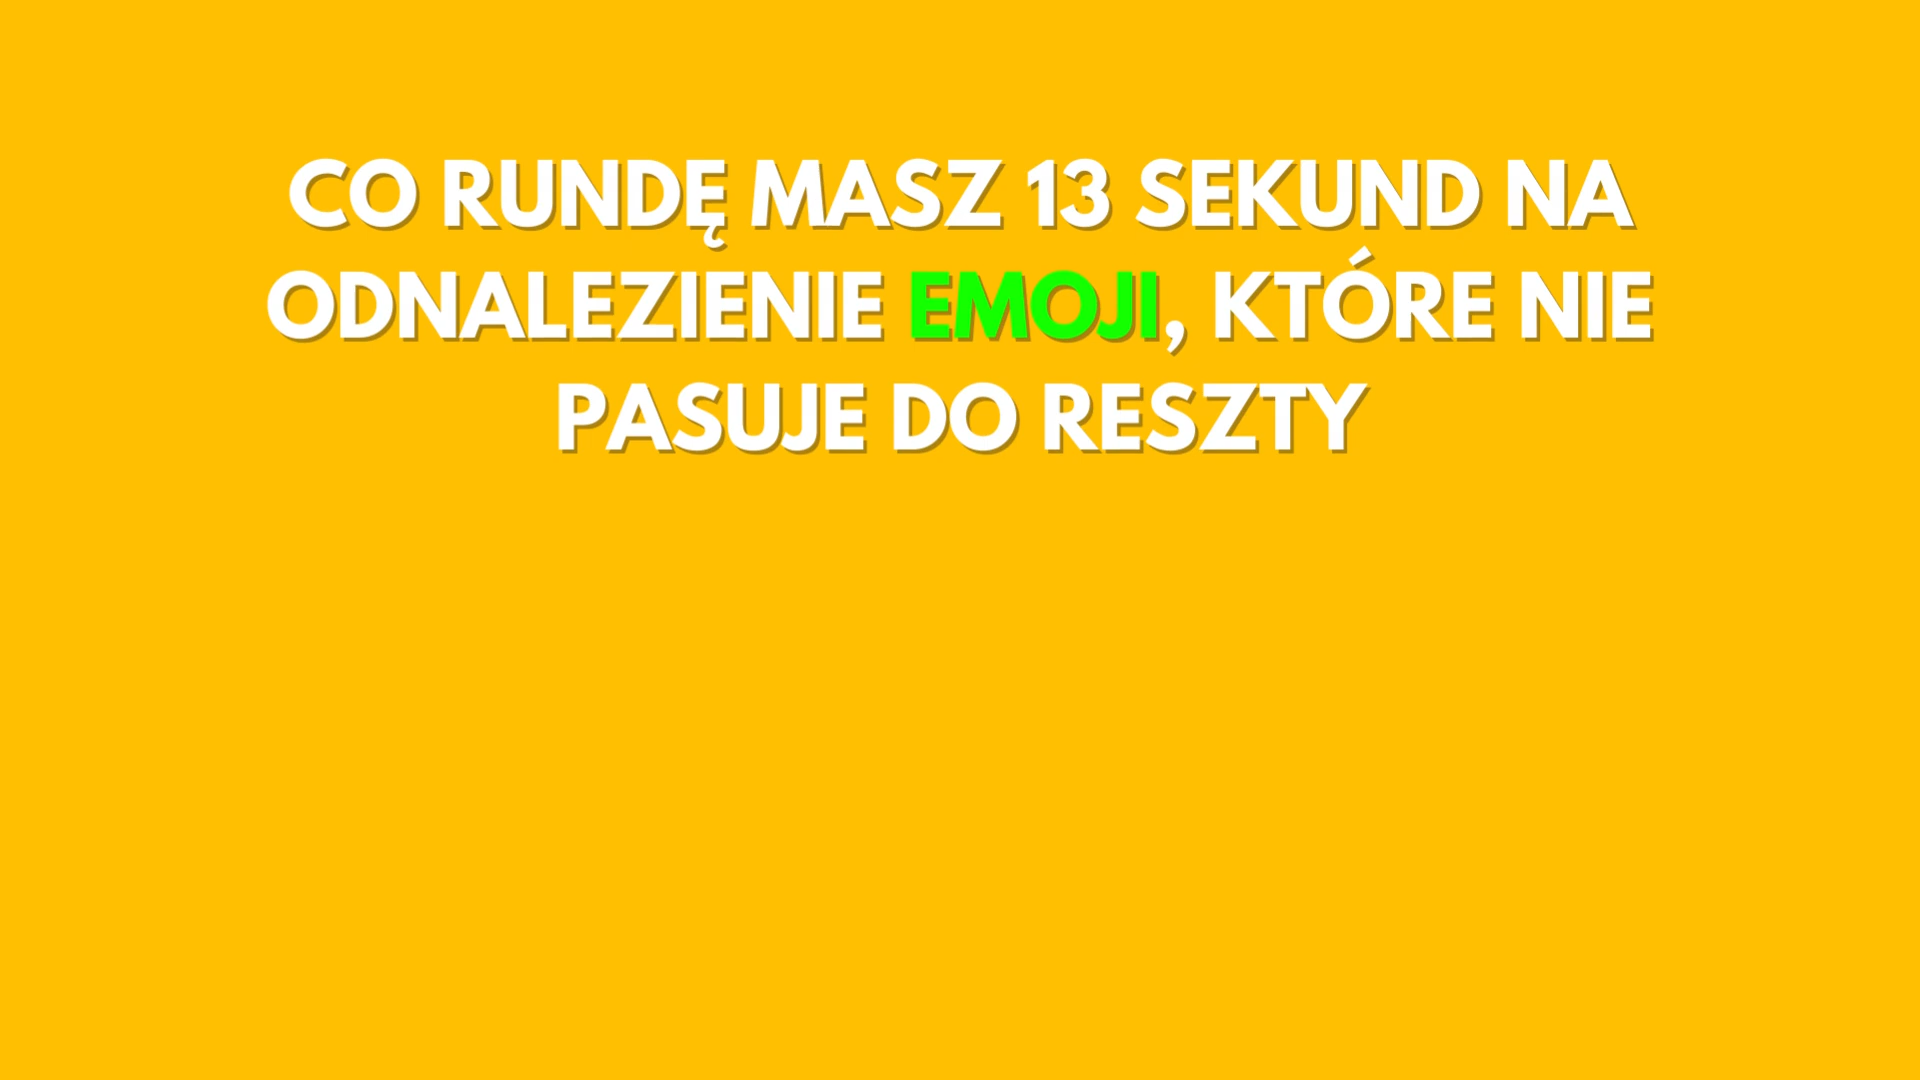 CO RUNDĘ MASZ 13 SEKUND NA
ODNALEZIENIE EMOJI, KTÓRE NIE
PASUJE DO RESZTY